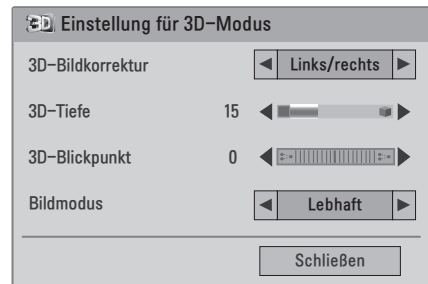 3D Einstellung für 3D-Modus
3D-Bildkorrektur Links/rechts
3D-Tiefe 15
3D-Blickpunkt 0
Bildmodus Lebhaft
Schließen